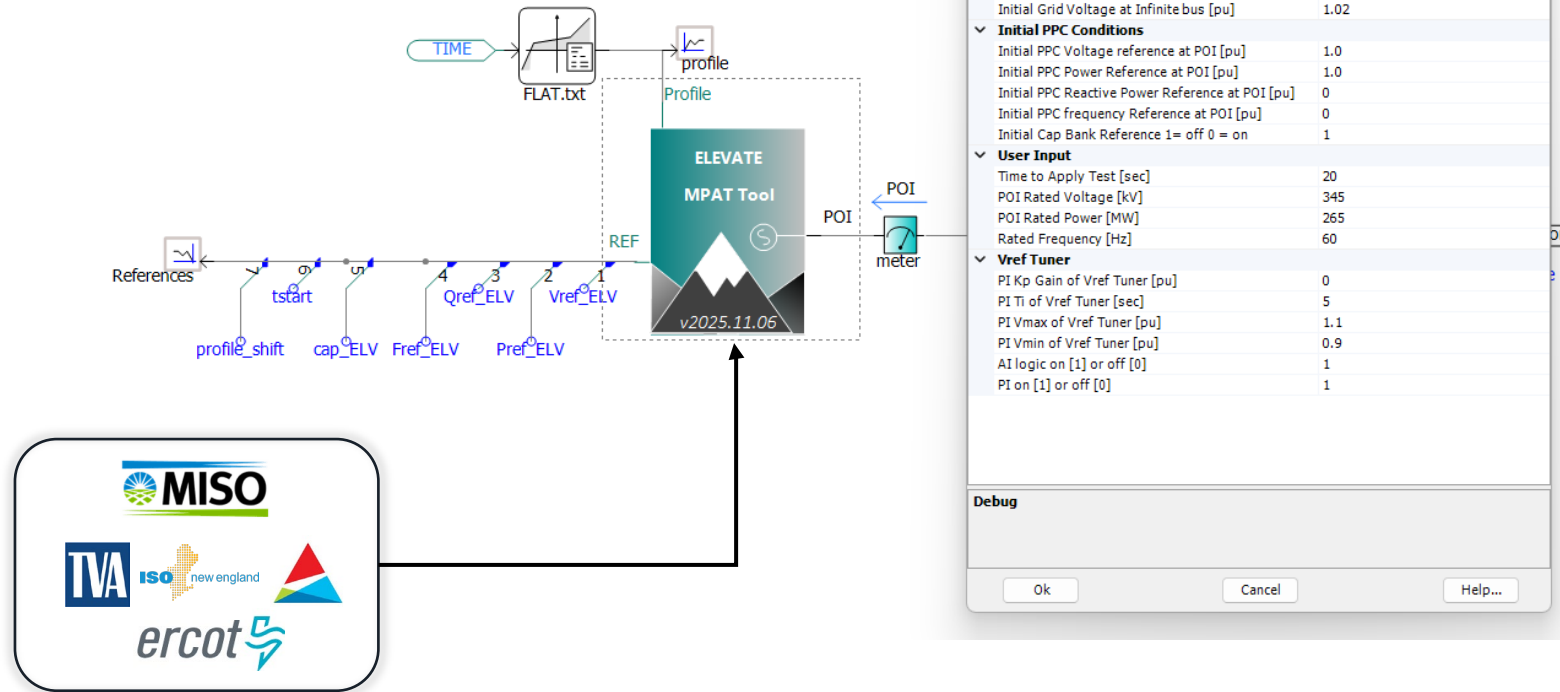 TIME
FLAT.txt
profile
Profile
ELEVATE
MPAT Tool
v2025.11.06
S
POI
POI
meter
REF
References
7
6
5
4
3
2
1
tstart
Qref_ELV
Vref_ELV
profile_shift
cap_ELV
Fref_ELV
Pref_ELV
MISO
TVA
ISO new england
ercot
Initial Grid Voltage at Infinite bus [pu] 1.02
Initial PPC Conditions
Initial PPC Voltage reference at POI [pu] 1.0
Initial PPC Power Reference at POI [pu] 1.0
Initial PPC Reactive Power Reference at POI [pu] 0
Initial PPC frequency Reference at POI [pu] 0
Initial Cap Bank Reference 1= off 0 = on 1
User Input
Time to Apply Test [sec] 20
POI Rated Voltage [kV] 345
POI Rated Power [MW] 265
Rated Frequency [Hz] 60
Vref Tuner
PI Kp Gain of Vref Tuner [pu] 0
PI Ti of Vref Tuner [sec] 5
PI Vmax of Vref Tuner [pu] 1.1
PI Vmin of Vref Tuner [pu] 0.9
AI logic on [1] or off [0] 1
PI on [1] or off [0] 1
Debug
Ok
Cancel
Help...